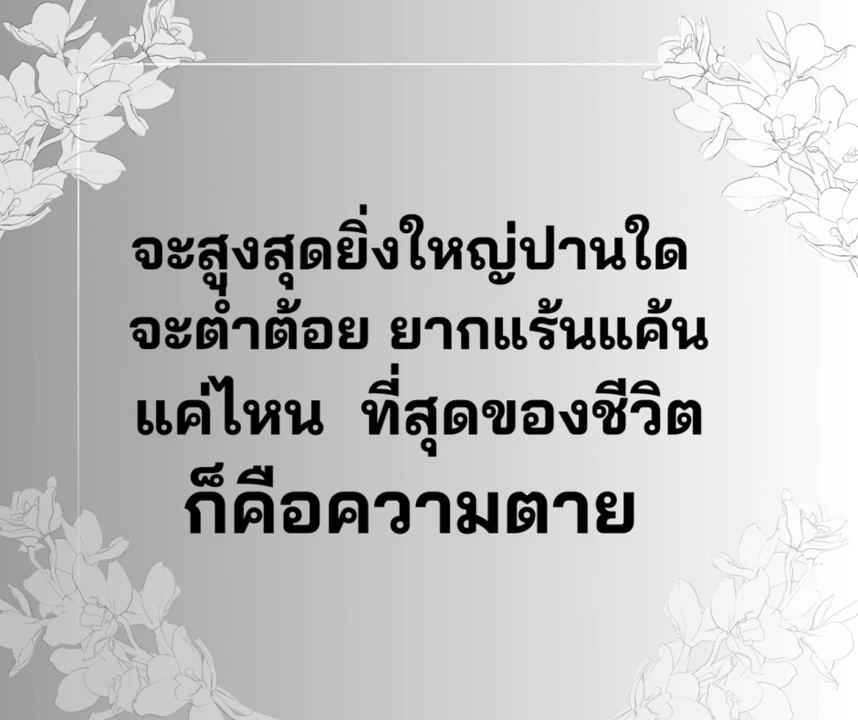 จะสูงสุดยิ่งใหญ่ปานใด
จะต่ำต้อย ยากแร้นแค้น
แค่ไหน ที่สุดของชีวิต
ก็คือความตาย